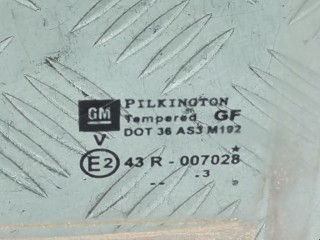 GM PILKINGTON
Tempered GF
DOT 36 AS3 M192
V
E2 43 R - 007028
-- .3